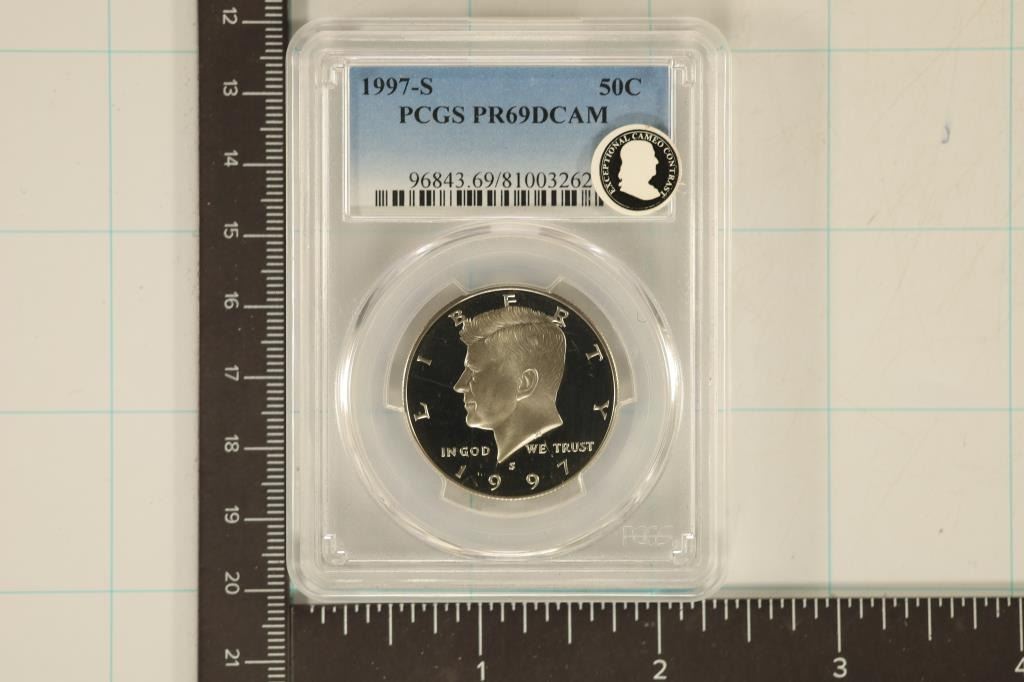 1997-S 50C
PCGS PR69DCAM
96843.69/81003262
EXCEPTIONAL CAMEO CONTRAST
LIBERTY
IN GOD WE TRUST
S
1997
PCGS
12
13
14
15
16
17
18
19
20
21
1 2 3 4